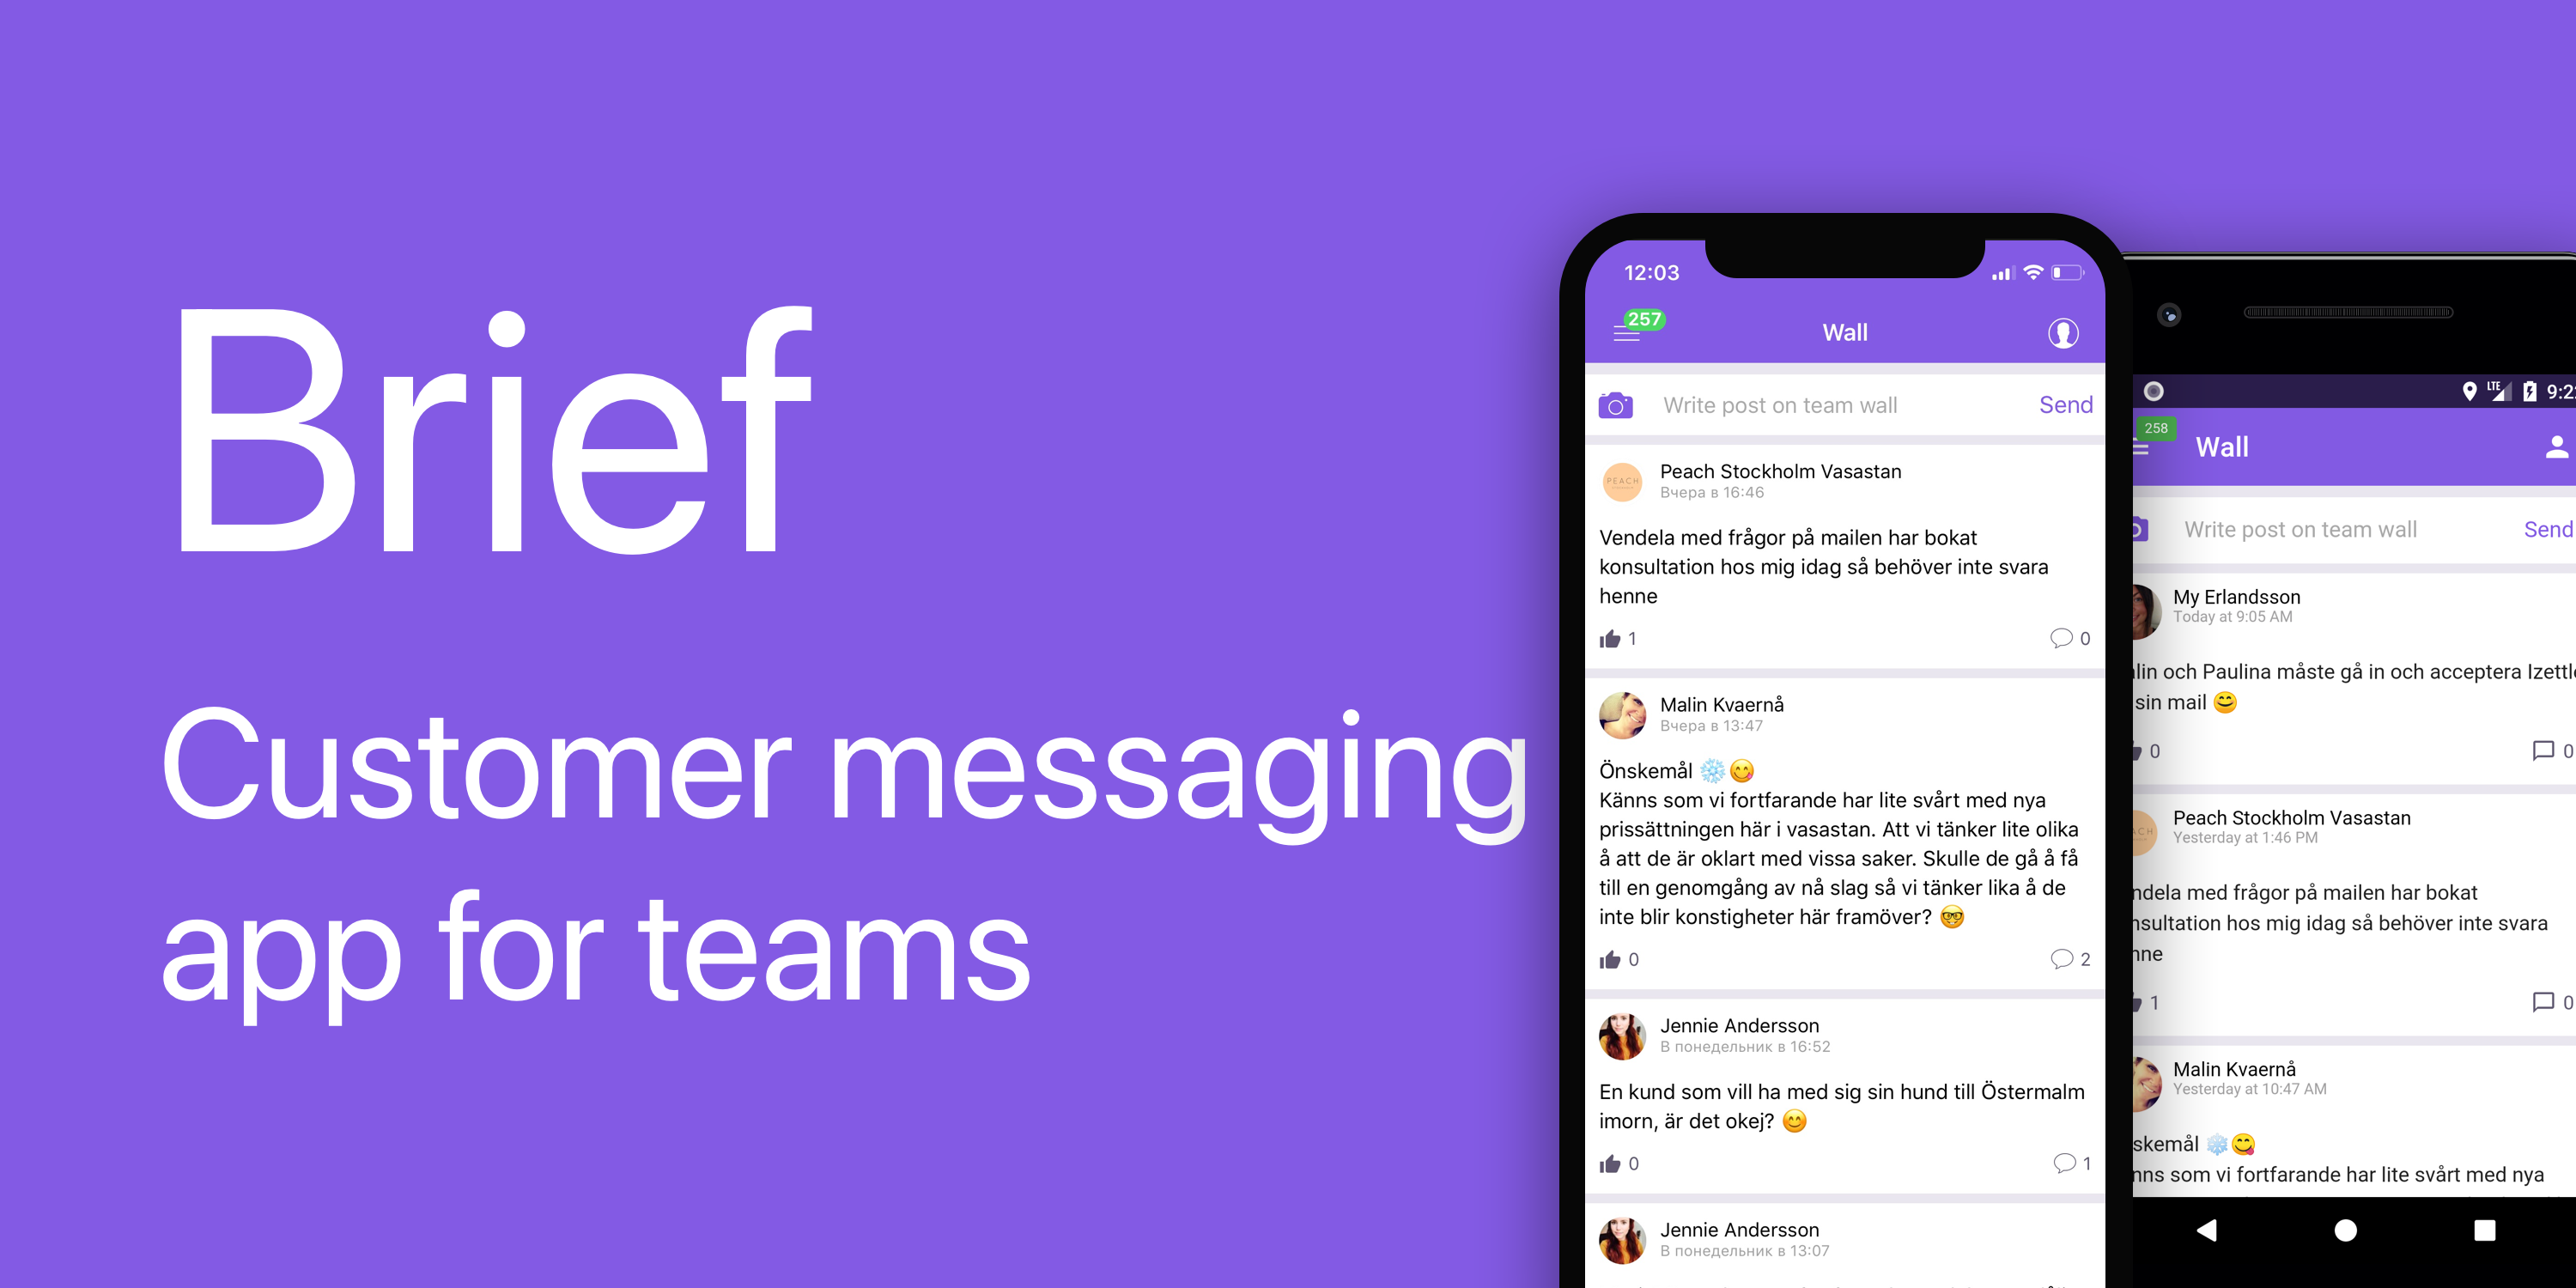 Brief
Customer messaging
app for teams
12:03
257
Wall
Write post on team wall
Send
PEACH
Peach Stockholm Vasastan
Вчера в 16:46
Vendela med frågor på mailen har bokat
konsultation hos mig idag så behöver inte svara
henne
1
0
Malin Kvaernå
Вчера в 13:47
Önskemål ❄️😋
Känns som vi fortfarande har lite svårt med nya
prissättningen här i vasastan. Att vi tänker lite olika
å att de är oklart med vissa saker. Skulle de gå å få
till en genomgång av nå slag så vi tänker lika å de
inte blir konstigheter här framöver? 🤓
0
2
Jennie Andersson
В понедельник в 16:52
En kund som vill ha med sig sin hund till Östermalm
imorn, är det okej? 😊
0
1
Jennie Andersson
В понедельник в 13:07
LTE
9:2
258
Wall
Write post on team wall
Send
My Erlandsson
Today at 9:05 AM
lin och Paulina måste gå in och acceptera Izettl
sin mail 😊
0
0
Peach Stockholm Vasastan
Yesterday at 1:46 PM
ndela med frågor på mailen har bokat
nsultation hos mig idag så behöver inte svara
nne
1
0
Malin Kvaernå
Yesterday at 10:47 AM
skemål ❄️😋
nns som vi fortfarande har lite svårt med nya